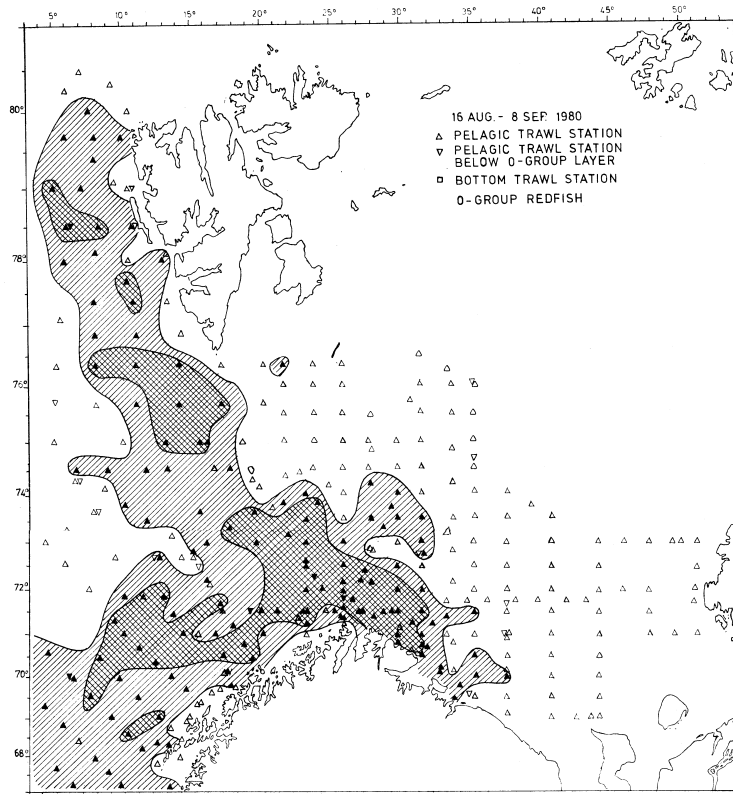 5° 10° 15° 20° 25° 30° 35° 40° 45° 50°
80°
16 AUG. - 8 SEP. 1980
△ PELAGIC TRAWL STATION
▽ PELAGIC TRAWL STATION
BELOW 0-GROUP LAYER
□ BOTTOM TRAWL STATION
0-GROUP REDFISH
78°
76°
74°
72°
70°
68°